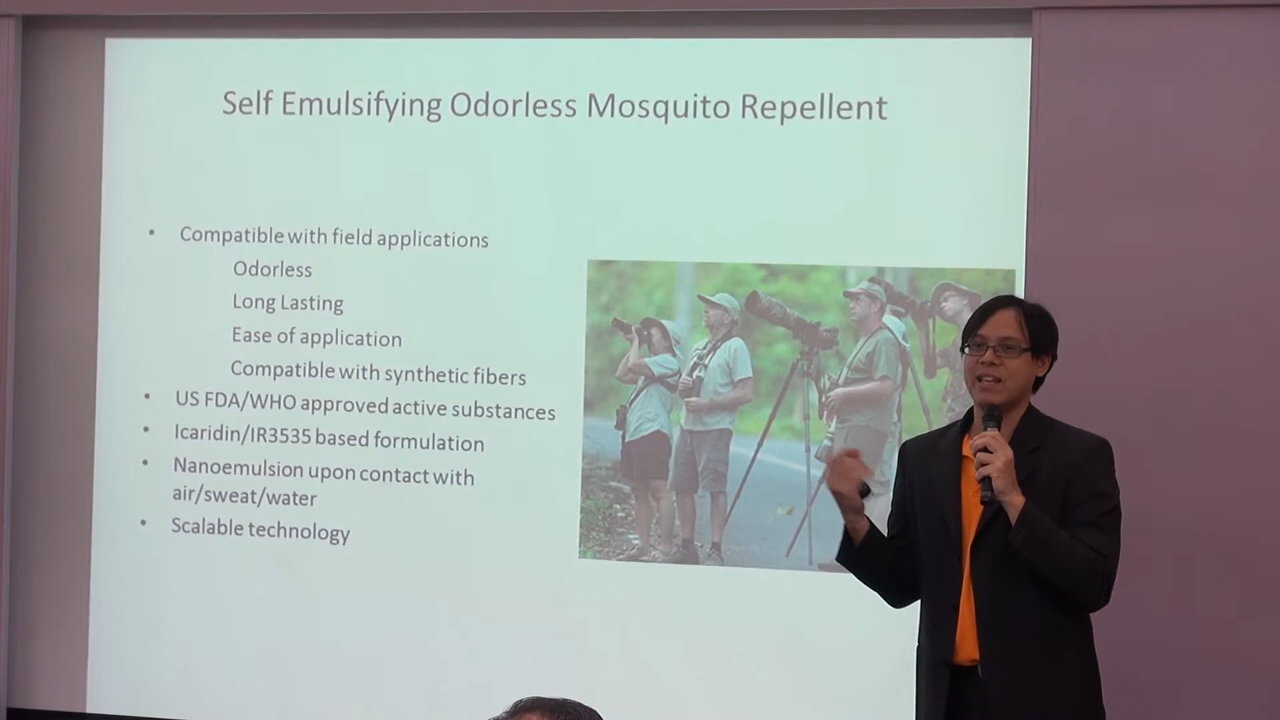 Self Emulsifying Odorless Mosquito Repellent
• Compatible with field applications
Odorless
Long Lasting
Ease of application
Compatible with synthetic fibers
• US FDA/WHO approved active substances
• Icaridin/IR3535 based formulation
• Nanoemulsion upon contact with
air/sweat/water
• Scalable technology